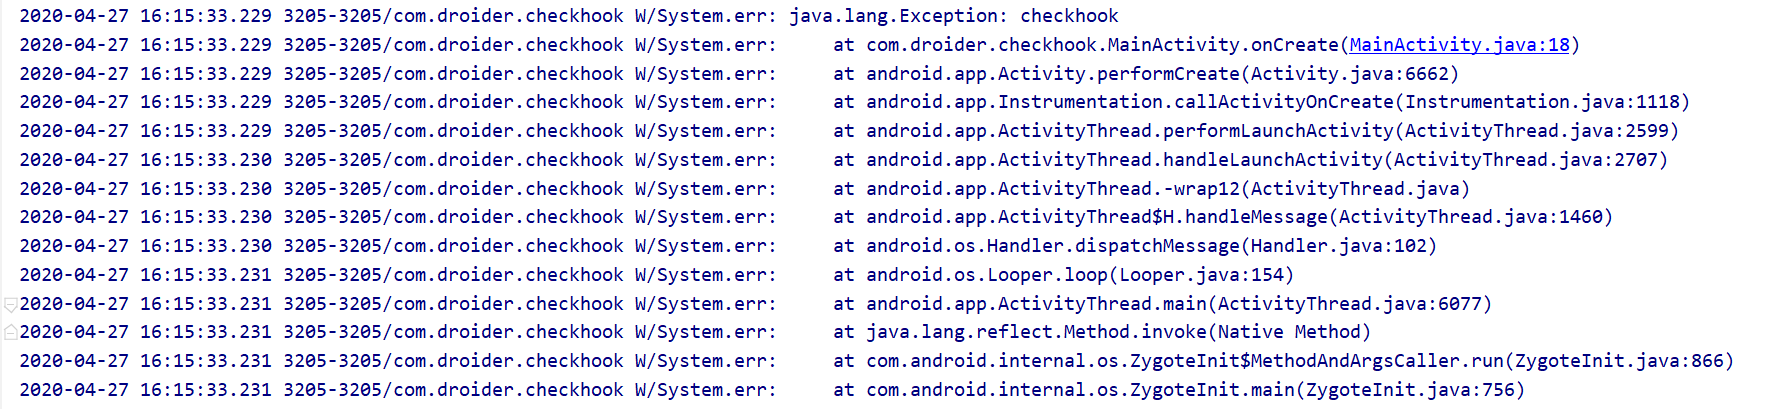 2020-04-27 16:15:33.229 3205-3205/com.droider.checkhook W/System.err: java.lang.Exception: checkhook
2020-04-27 16:15:33.229 3205-3205/com.droider.checkhook W/System.err:     at com.droider.checkhook.MainActivity.onCreate(MainActivity.java:18)
2020-04-27 16:15:33.229 3205-3205/com.droider.checkhook W/System.err:     at android.app.Activity.performCreate(Activity.java:6662)
2020-04-27 16:15:33.229 3205-3205/com.droider.checkhook W/System.err:     at android.app.Instrumentation.callActivityOnCreate(Instrumentation.java:1118)
2020-04-27 16:15:33.229 3205-3205/com.droider.checkhook W/System.err:     at android.app.ActivityThread.performLaunchActivity(ActivityThread.java:2599)
2020-04-27 16:15:33.230 3205-3205/com.droider.checkhook W/System.err:     at android.app.ActivityThread.handleLaunchActivity(ActivityThread.java:2707)
2020-04-27 16:15:33.230 3205-3205/com.droider.checkhook W/System.err:     at android.app.ActivityThread.-wrap12(ActivityThread.java)
2020-04-27 16:15:33.230 3205-3205/com.droider.checkhook W/System.err:     at android.app.ActivityThread$H.handleMessage(ActivityThread.java:1460)
2020-04-27 16:15:33.230 3205-3205/com.droider.checkhook W/System.err:     at android.os.Handler.dispatchMessage(Handler.java:102)
2020-04-27 16:15:33.231 3205-3205/com.droider.checkhook W/System.err:     at android.os.Looper.loop(Looper.java:154)
2020-04-27 16:15:33.231 3205-3205/com.droider.checkhook W/System.err:     at android.app.ActivityThread.main(ActivityThread.java:6077)
2020-04-27 16:15:33.231 3205-3205/com.droider.checkhook W/System.err:     at java.lang.reflect.Method.invoke(Native Method)
2020-04-27 16:15:33.231 3205-3205/com.droider.checkhook W/System.err:     at com.android.internal.os.ZygoteInit$MethodAndArgsCaller.run(ZygoteInit.java:866)
2020-04-27 16:15:33.231 3205-3205/com.droider.checkhook W/System.err:     at com.android.internal.os.ZygoteInit.main(ZygoteInit.java:756)